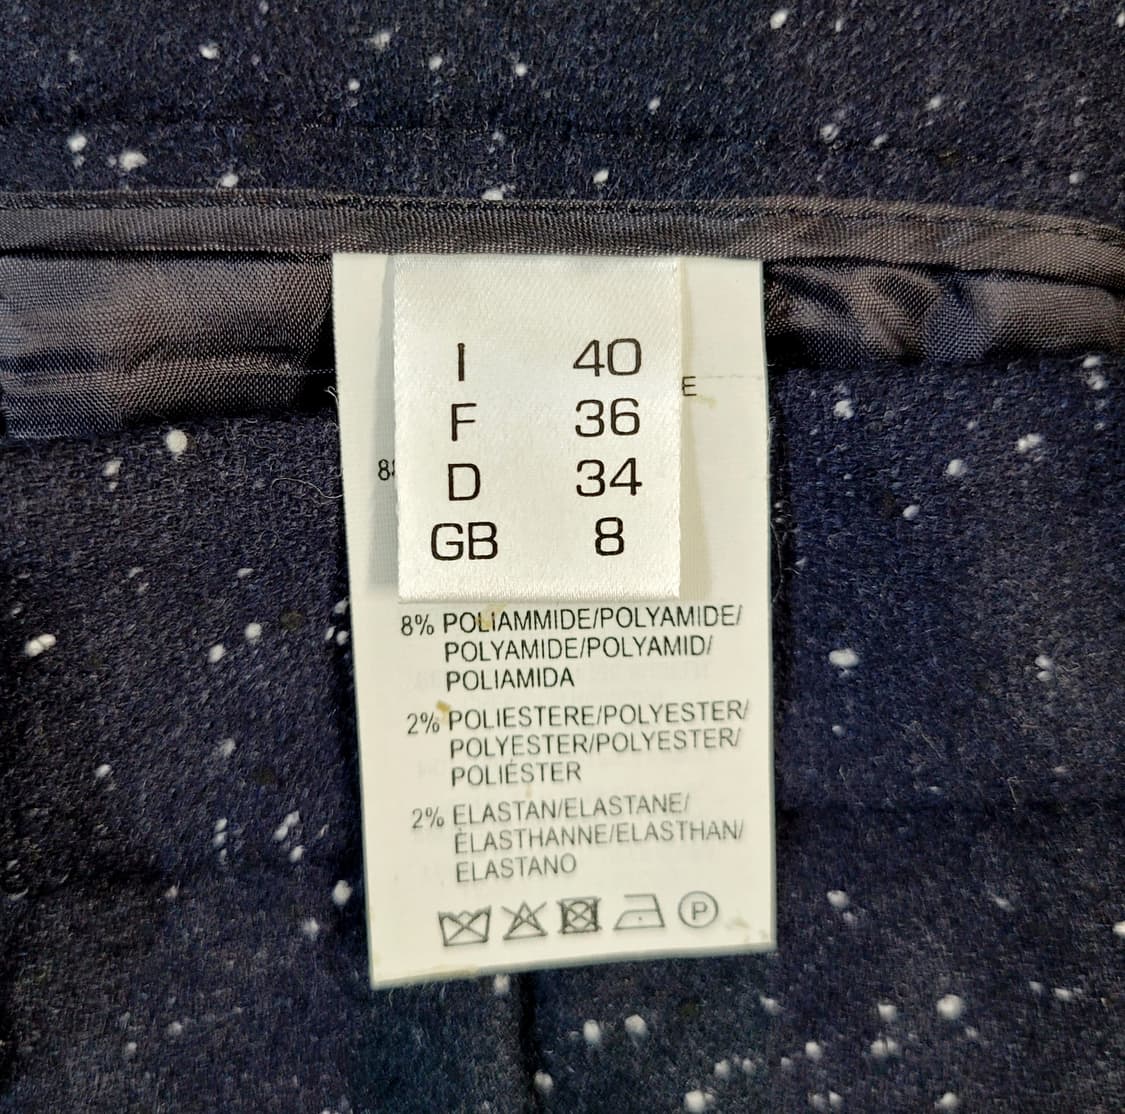 I 40
F 36
D 34
GB 8
E
8% POLIAMMIDE/POLYAMIDE/
POLYAMIDE/POLYAMID/
POLIAMIDA
2% POLIESTERE/POLYESTER/
POLYESTER/POLYESTER/
POLIÉSTER
2% ELASTAN/ELASTANE/
ÉLASTHANNE/ELASTHAN/
ELASTANO
P